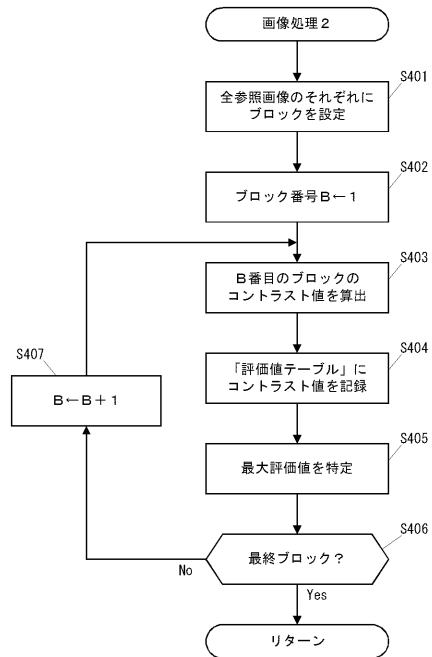 画像処理２
S401
全参照画像のそれぞれに
ブロックを設定
S402
ブロック番号Ｂ←１
S403
Ｂ番目のブロックの
コントラスト値を算出
S404
「評価値テーブル」に
コントラスト値を記録
S407
Ｂ←Ｂ＋１
S405
最大評価値を特定
S406
最終ブロック？
No
Yes
リターン